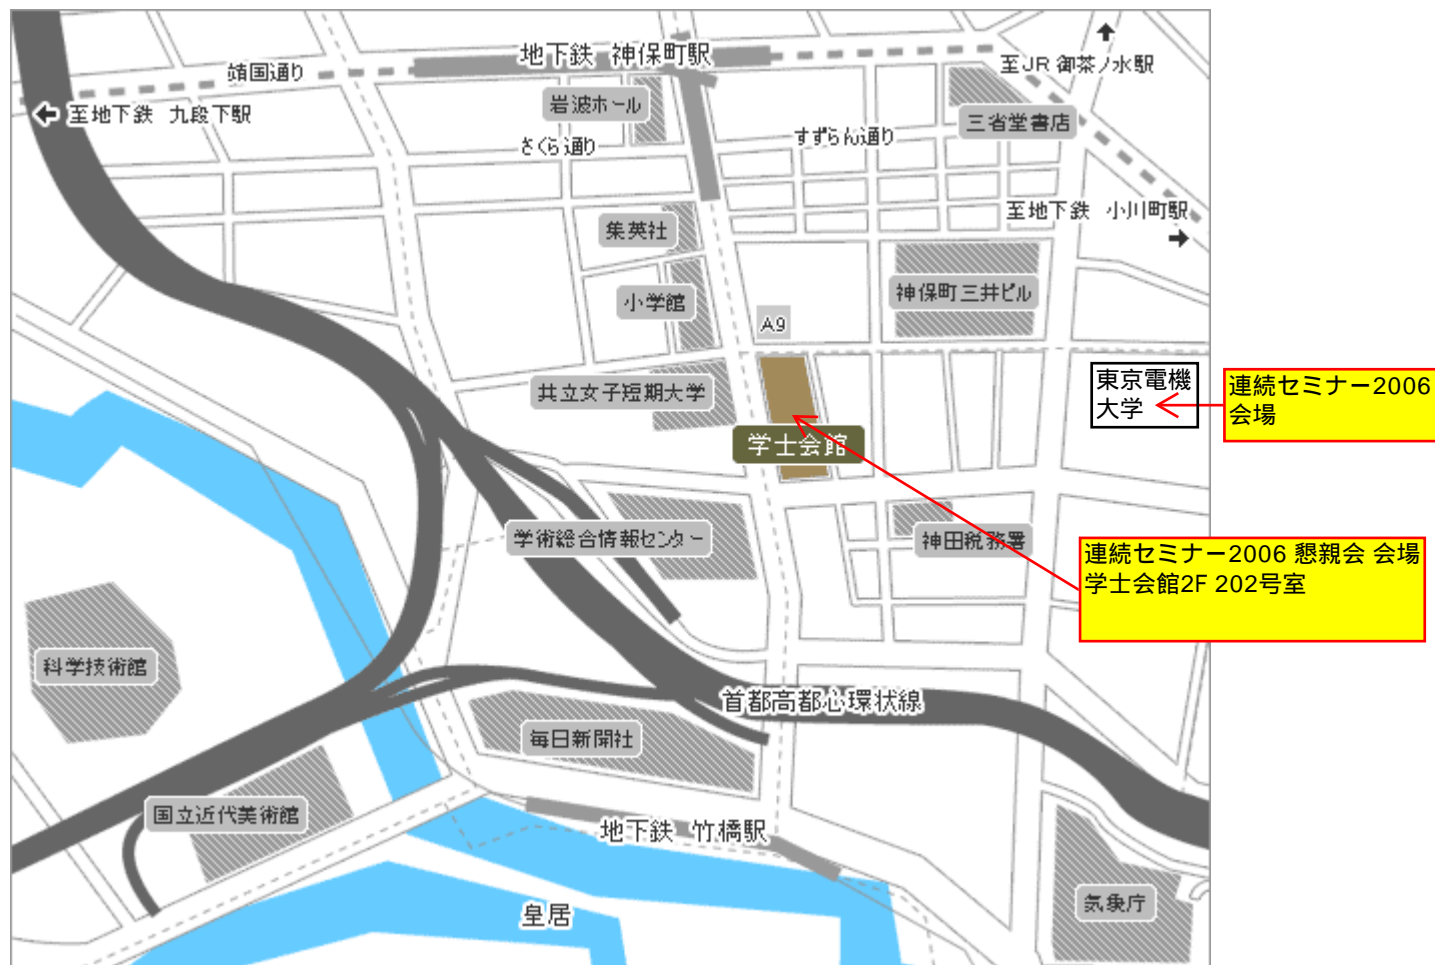 地下鉄 神保町駅
靖国通り
至JR 御茶ノ水駅
岩波ホール
至地下鉄 九段下駅
三省堂書店
さくら通り
すずらん通り
至地下鉄 小川町駅
集英社
小学館
神保町三井ビル
A9
共立女子短期大学
東京電機
大学
連続セミナー2006
会場
学士会館
学術総合情報センター
神田税務署
連続セミナー2006 懇親会 会場
学士会館2F 202号室
科学技術館
首都高都心環状線
毎日新聞社
国立近代美術館
地下鉄 竹橋駅
気象庁
皇居